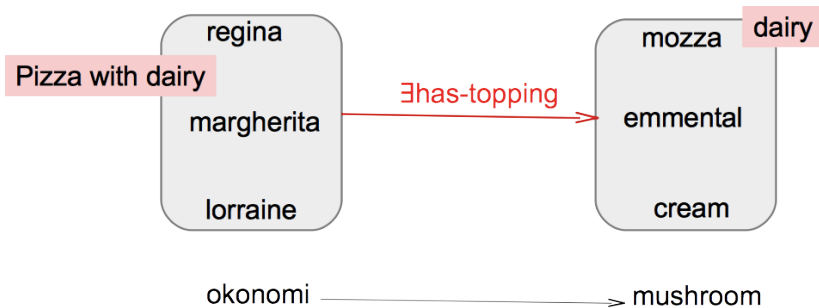 regina
mozza
dairy
Pizza with dairy
∃has-topping
margherita
emmental
lorraine
cream
okonomi
mushroom